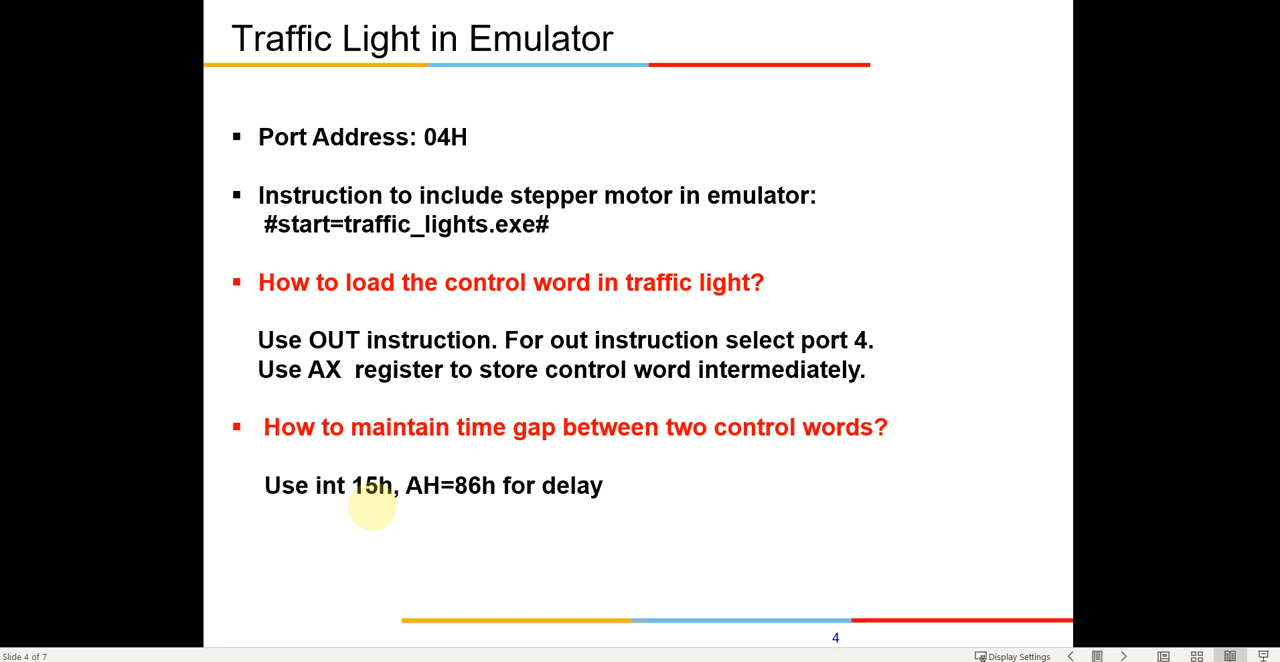 Traffic Light in Emulator
▪ Port Address: 04H
▪ Instruction to include stepper motor in emulator:
#start=traffic_lights.exe#
▪ How to load the control word in traffic light?
Use OUT instruction. For out instruction select port 4.
Use AX register to store control word intermediately.
▪ How to maintain time gap between two control words?
Use int 15h, AH=86h for delay
4
Slide 4 of 7
Display Settings